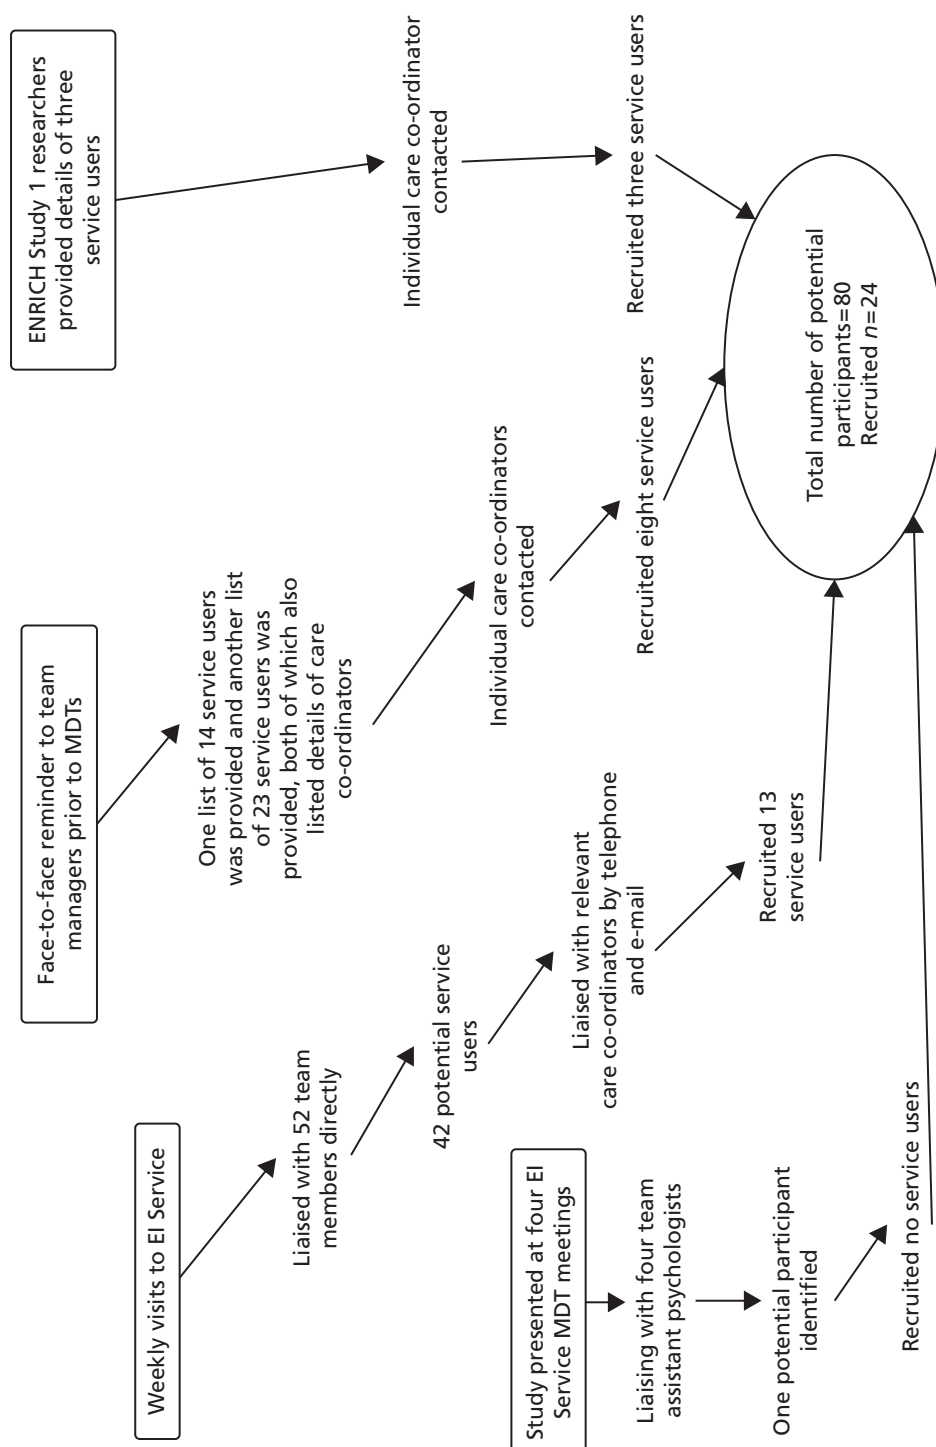 Study presented at four EI
Service MDT meetings
Liaising with four team
assistant psychologists
One potential participant
identified
Recruited no service users
Weekly visits to EI Service
Liaised with 52 team
members directly
42 potential service
users
Liaised with relevant
care co-ordinators by telephone
and e-mail
Recruited 13
service users
Face-to-face reminder to team
managers prior to MDTs
One list of 14 service users
was provided and another list
of 23 service users was
provided, both of which also
listed details of care
co-ordinators
Individual care co-ordinators
contacted
Recruited eight service users
ENRICH Study 1 researchers
provided details of three
service users
Individual care co-ordinator
contacted
Recruited three service users
Total number of potential
participants=80
Recruited n=24